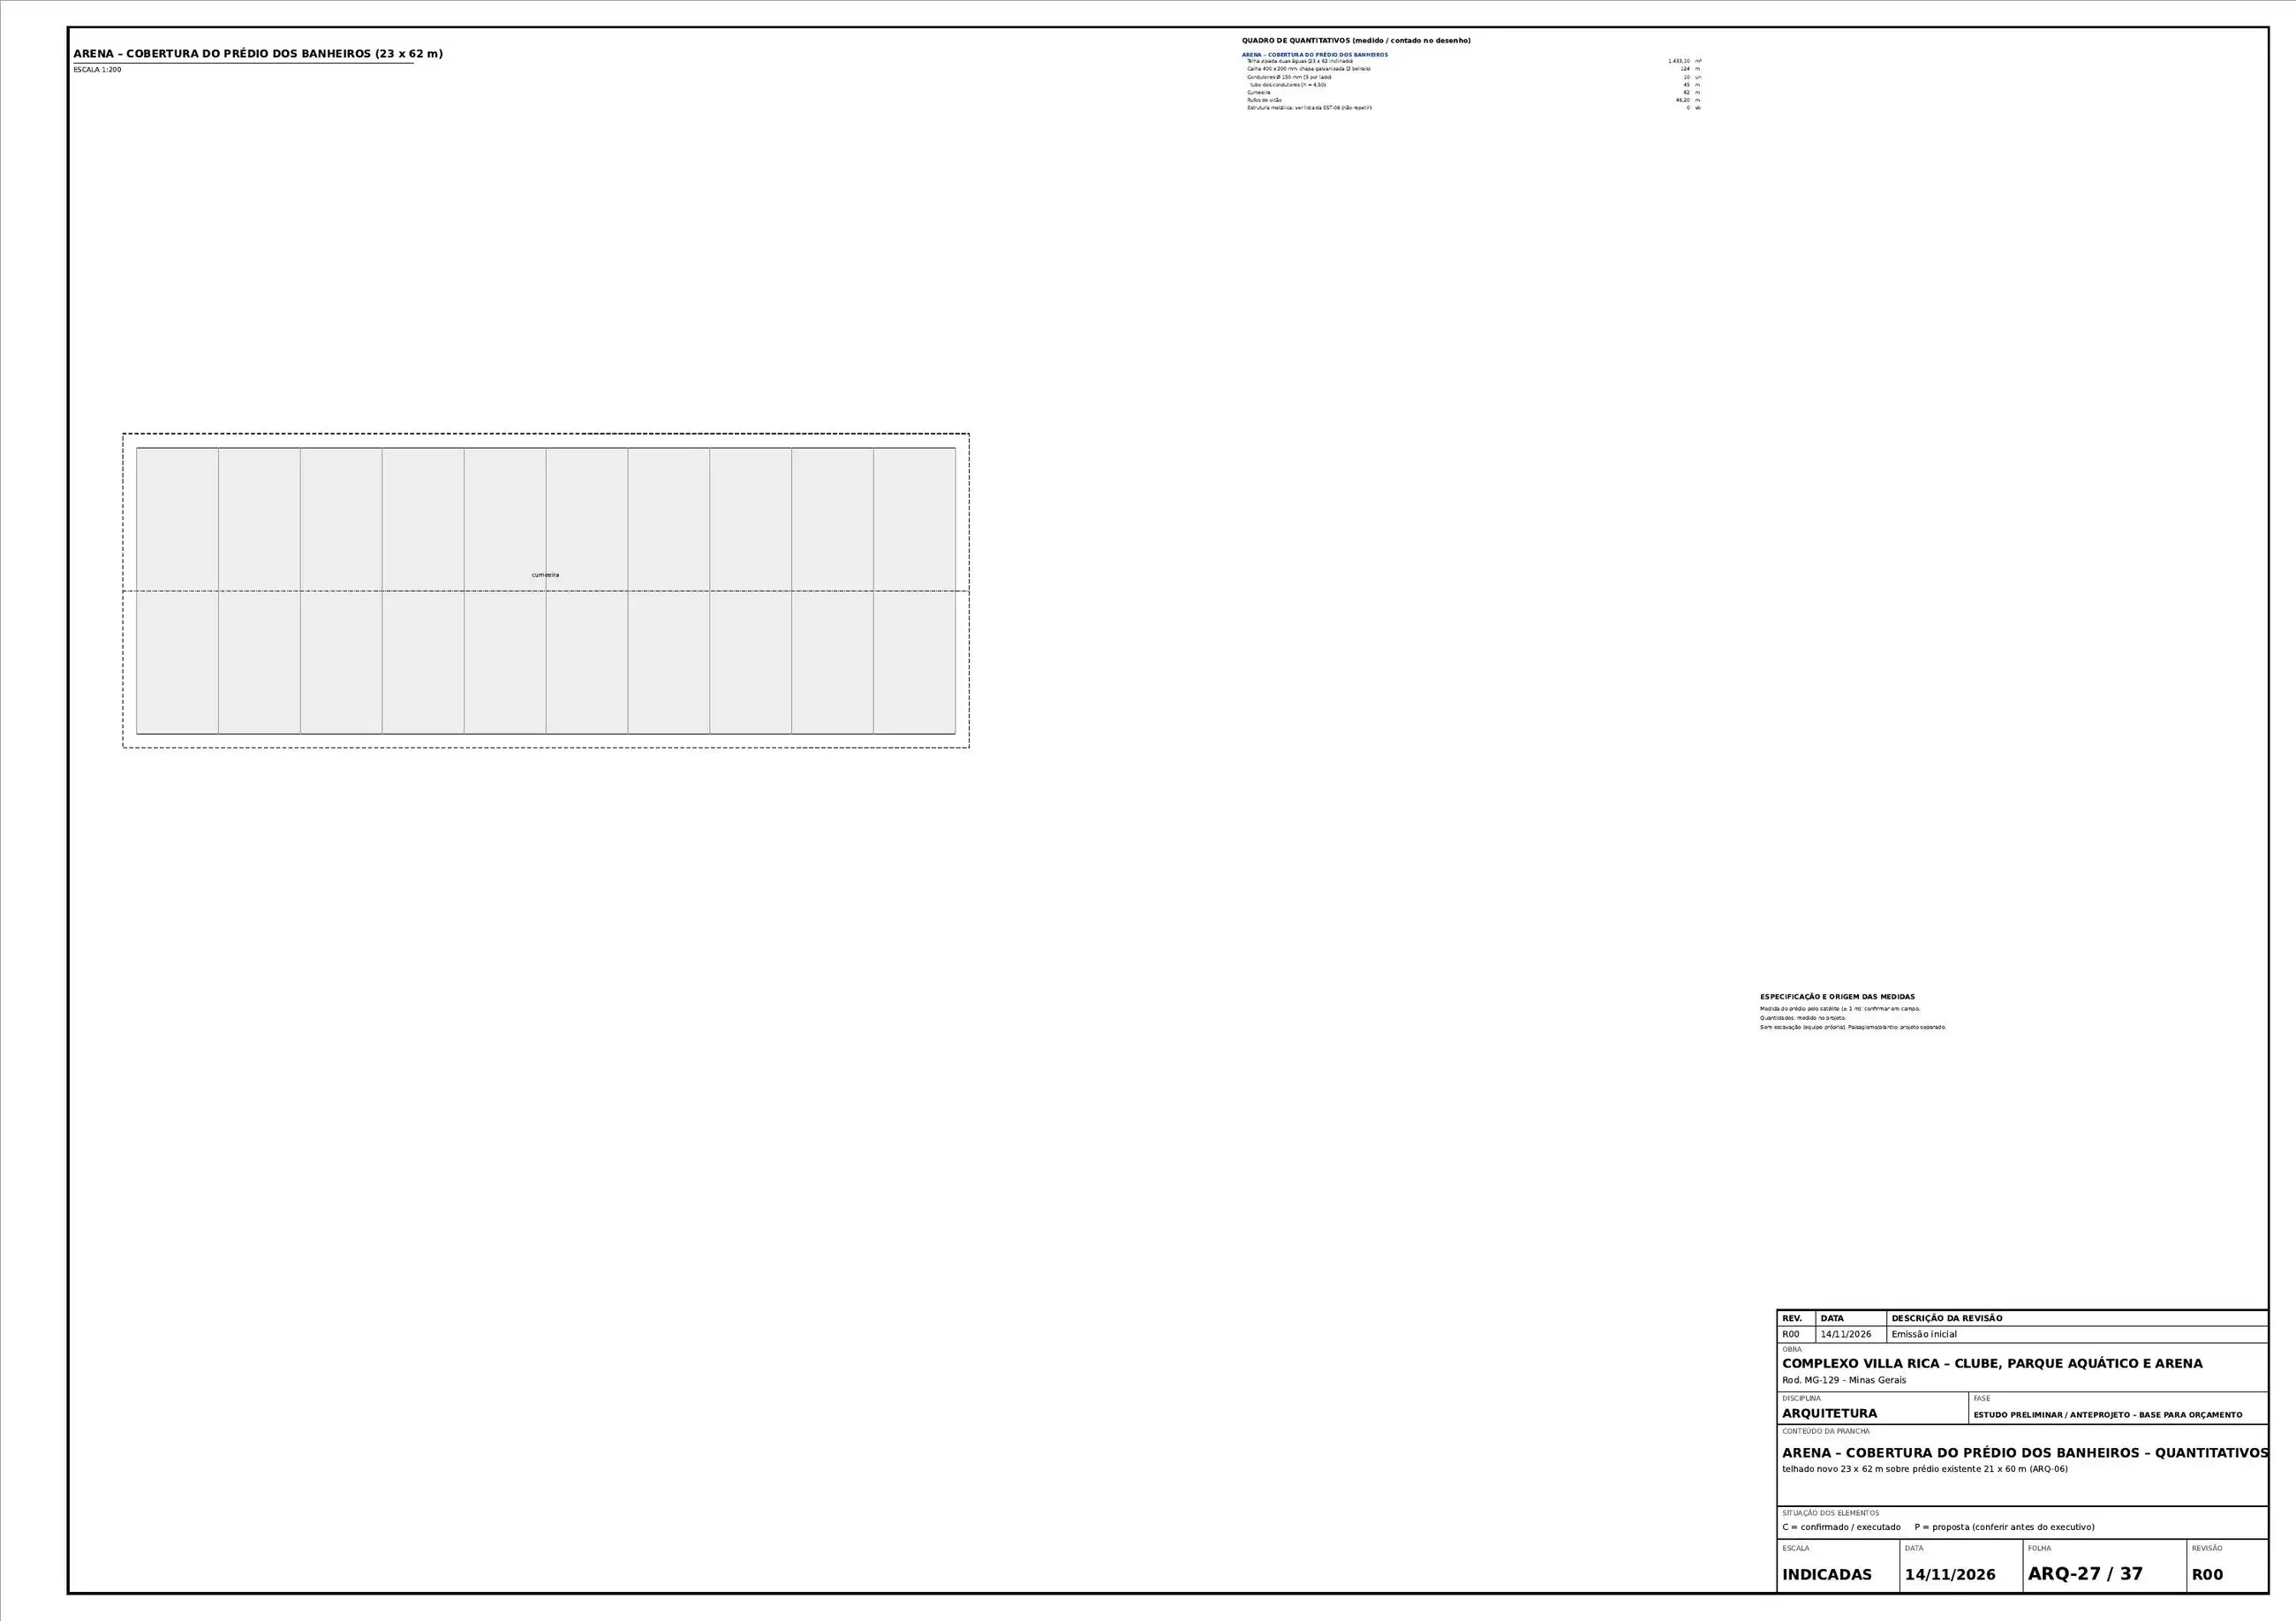 ARENA – COBERTURA DO PRÉDIO DOS BANHEIROS (23 x 62 m)
ESCALA 1:200
QUADRO DE QUANTITATIVOS (medido / contado no desenho)
ARENA – COBERTURA DO PRÉDIO DOS BANHEIROS
Telha zipada duas águas (23 x 62 inclinado) 1.433,10 m²
Calha 400 x 200 mm chapa galvanizada (2 beirais) 124 m
Condutores Ø 150 mm (5 por lado) 10 un
tubo dos condutores (h = 4,50) 45 m
Cumeeira 62 m
Rufos de oitão 46,20 m
Estrutura metálica: ver lista da EST-08 (não repetir) 0 vb
cumeeira
ESPECIFICAÇÃO E ORIGEM DAS MEDIDAS
Medida do prédio pelo satélite (± 1 m): confirmar em campo.
Quantidades: medido no projeto.
Sem escavação (equipe própria). Paisagismo/plantio: projeto separado.
REV. DATA DESCRIÇÃO DA REVISÃO
R00 14/11/2026 Emissão inicial
OBRA
COMPLEXO VILLA RICA – CLUBE, PARQUE AQUÁTICO E ARENA
Rod. MG-129 – Minas Gerais
DISCIPLINA FASE
ARQUITETURA ESTUDO PRELIMINAR / ANTEPROJETO – BASE PARA ORÇAMENTO
CONTEÚDO DA PRANCHA
ARENA – COBERTURA DO PRÉDIO DOS BANHEIROS – QUANTITATIVOS
telhado novo 23 x 62 m sobre prédio existente 21 x 60 m (ARQ-06)
SITUAÇÃO DOS ELEMENTOS
C = confirmado / executado P = proposta (conferir antes do executivo)
ESCALA DATA FOLHA REVISÃO
INDICADAS 14/11/2026 ARQ-27 / 37 R00